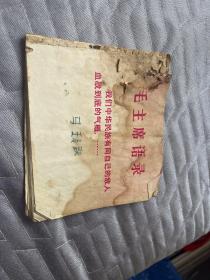 毛主席语录
我们中华民族有同自己的敌人
血战到底的气概，……
马